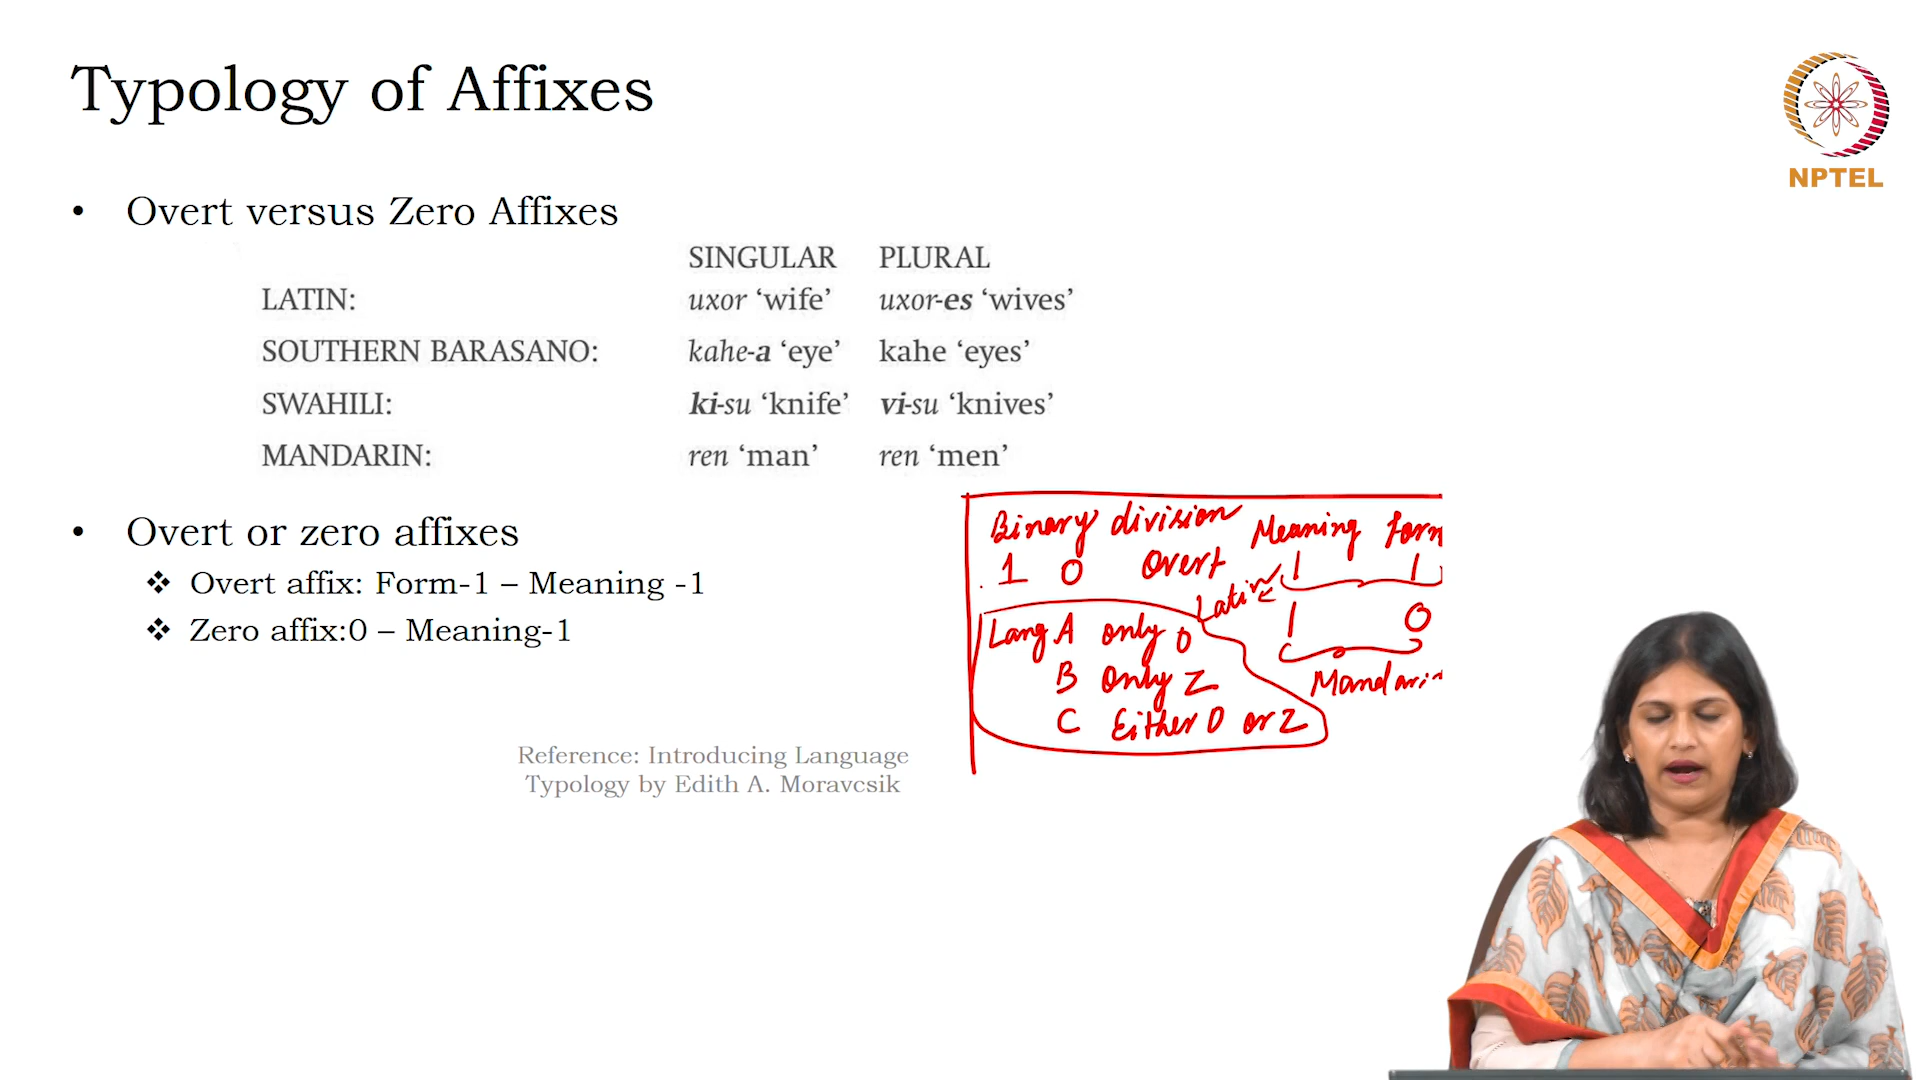 Typology of Affixes
NPTEL
• Overt versus Zero Affixes
SINGULAR PLURAL
LATIN: uxor ‘wife’ uxor-es ‘wives’
SOUTHERN BARASANO: kahe-a ‘eye’ kahe ‘eyes’
SWAHILI: ki-su ‘knife’ vi-su ‘knives’
MANDARIN: ren ‘man’ ren ‘men’
• Overt or zero affixes
❖ Overt affix: Form-1 – Meaning -1
❖ Zero affix:0 – Meaning-1
Reference: Introducing Language
Typology by Edith A. Moravcsik
Binary division Meaning Form
1 0 Overt 1 1
Latin 1 0
Lang A only O
B Only Z Mandarin
C Either O or Z